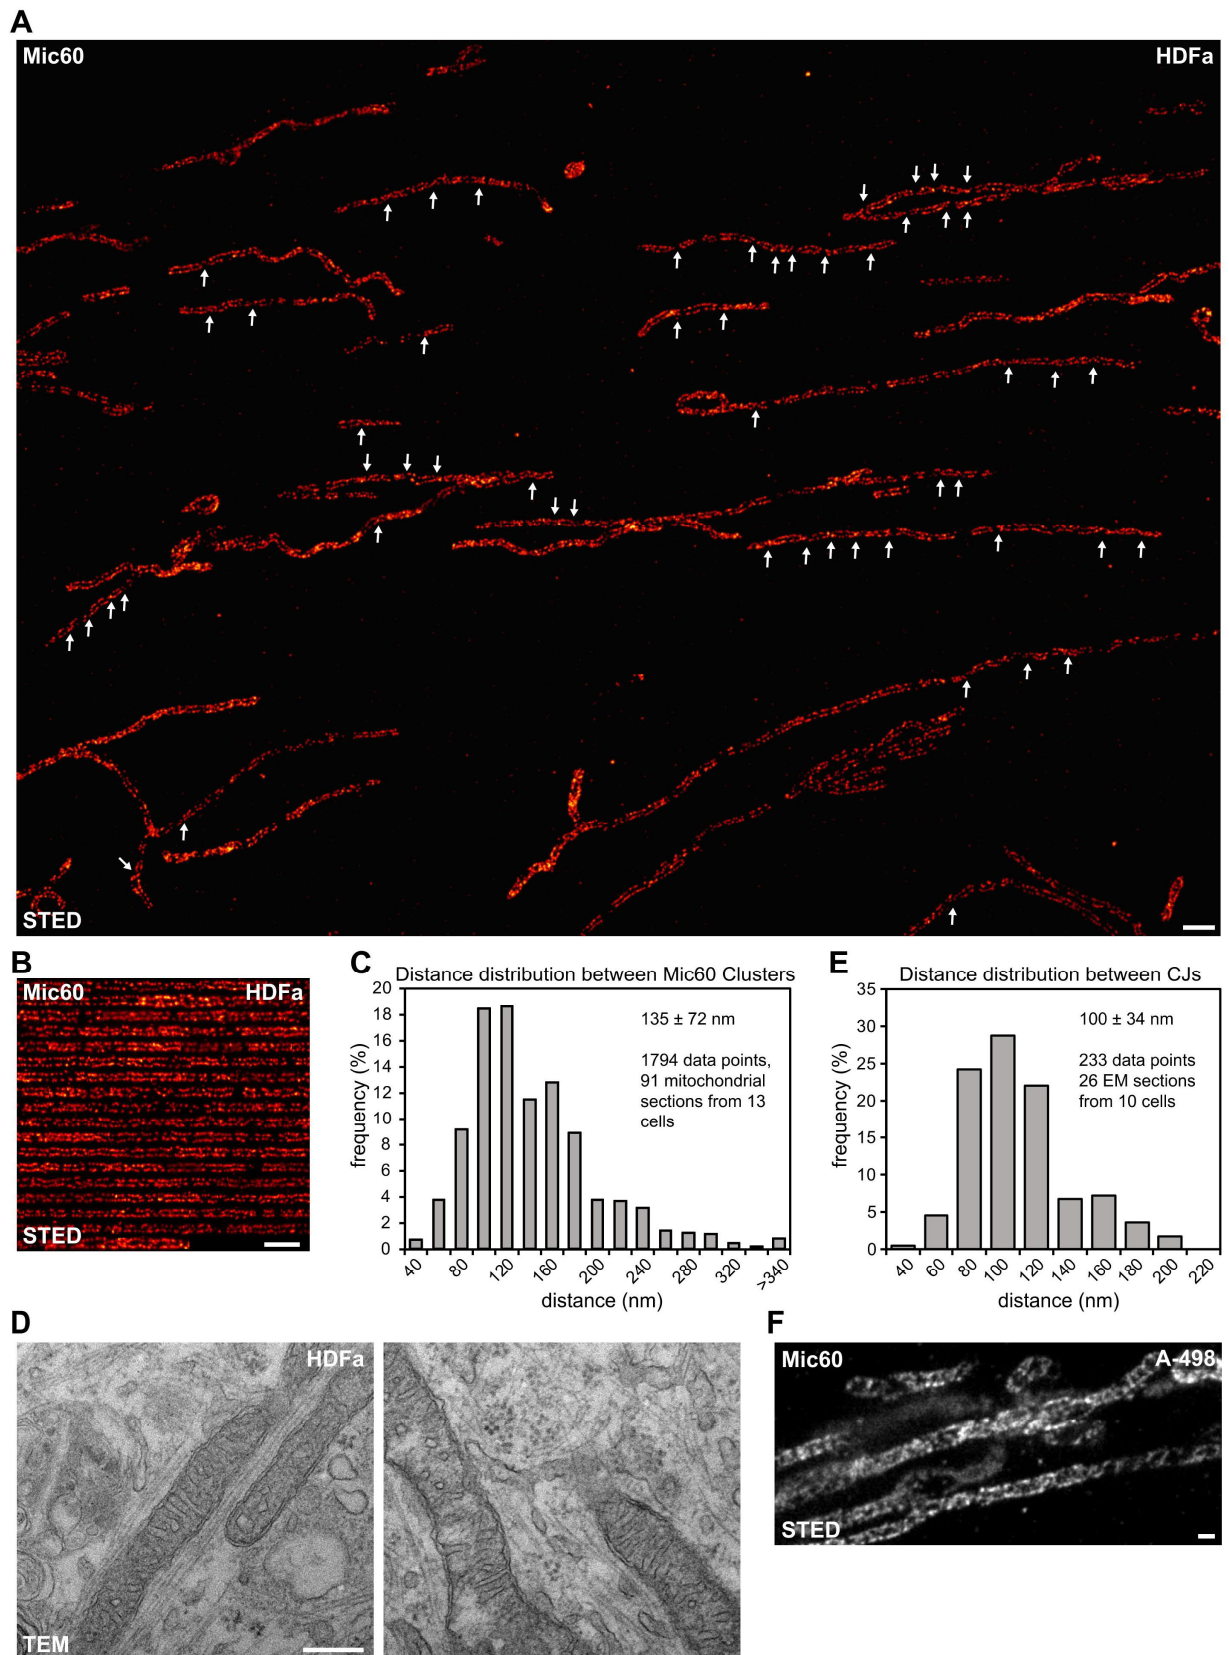 A
Mic60
HDFa
STED
B
Mic60
HDFa
STED
C
Distance distribution between Mic60 Clusters
20
18
16
14
12
10
8
6
4
2
0
frequency (%)
135 ± 72 nm
1794 data points,
91 mitochondrial
sections from 13
cells
40
80
120
160
200
240
280
320
>340
distance (nm)
E
Distance distribution between CJs
35
30
25
20
15
10
5
0
frequency (%)
100 ± 34 nm
233 data points
26 EM sections
from 10 cells
40
60
80
100
120
140
160
180
200
220
distance (nm)
D
HDFa
TEM
F
Mic60
A-498
STED